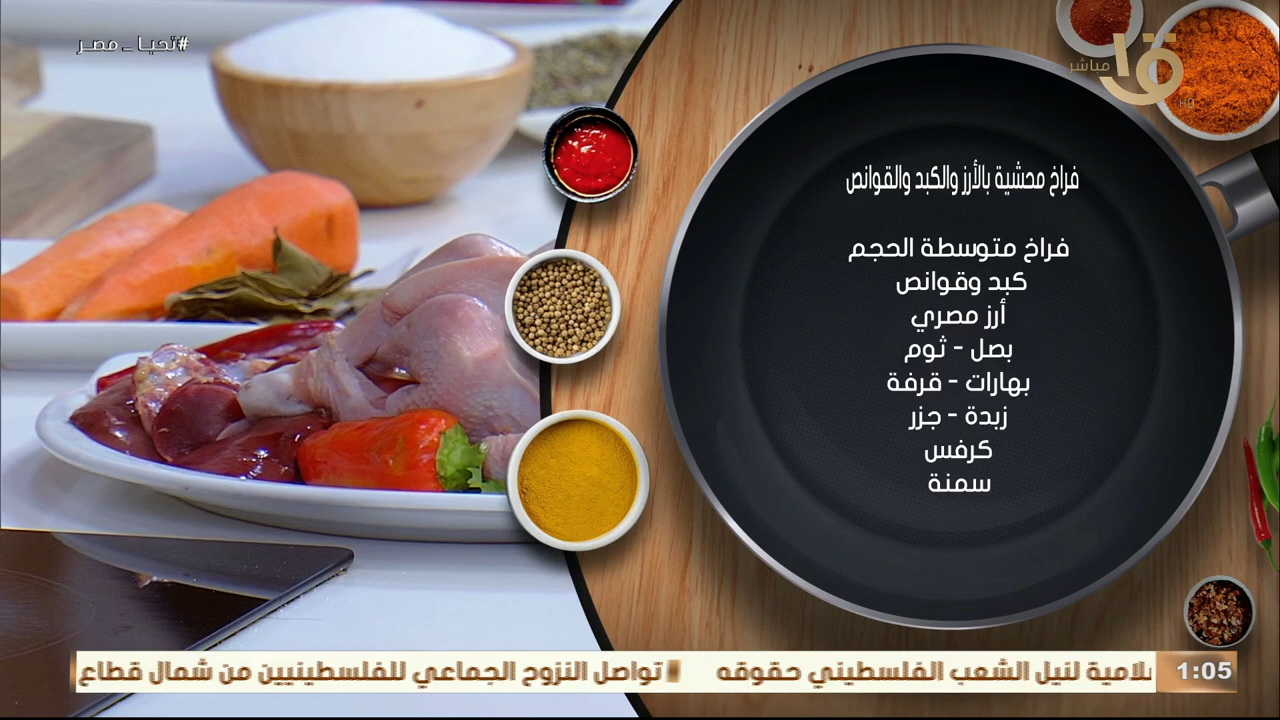 #تحيا_مصر
مباشر
HD
فراخ محشية بالأرز والكبد والقوانص
فراخ متوسطة الحجم
كبد وقوانص
أرز مصري
بصل - ثوم
بهارات - قرفة
زبدة - جزر
كرفس
سمنة
1:05
لنيل الشعب الفلسطيني حقوقه
تواصل النزوح الجماعي للفلسطينيين من شمال قطاع